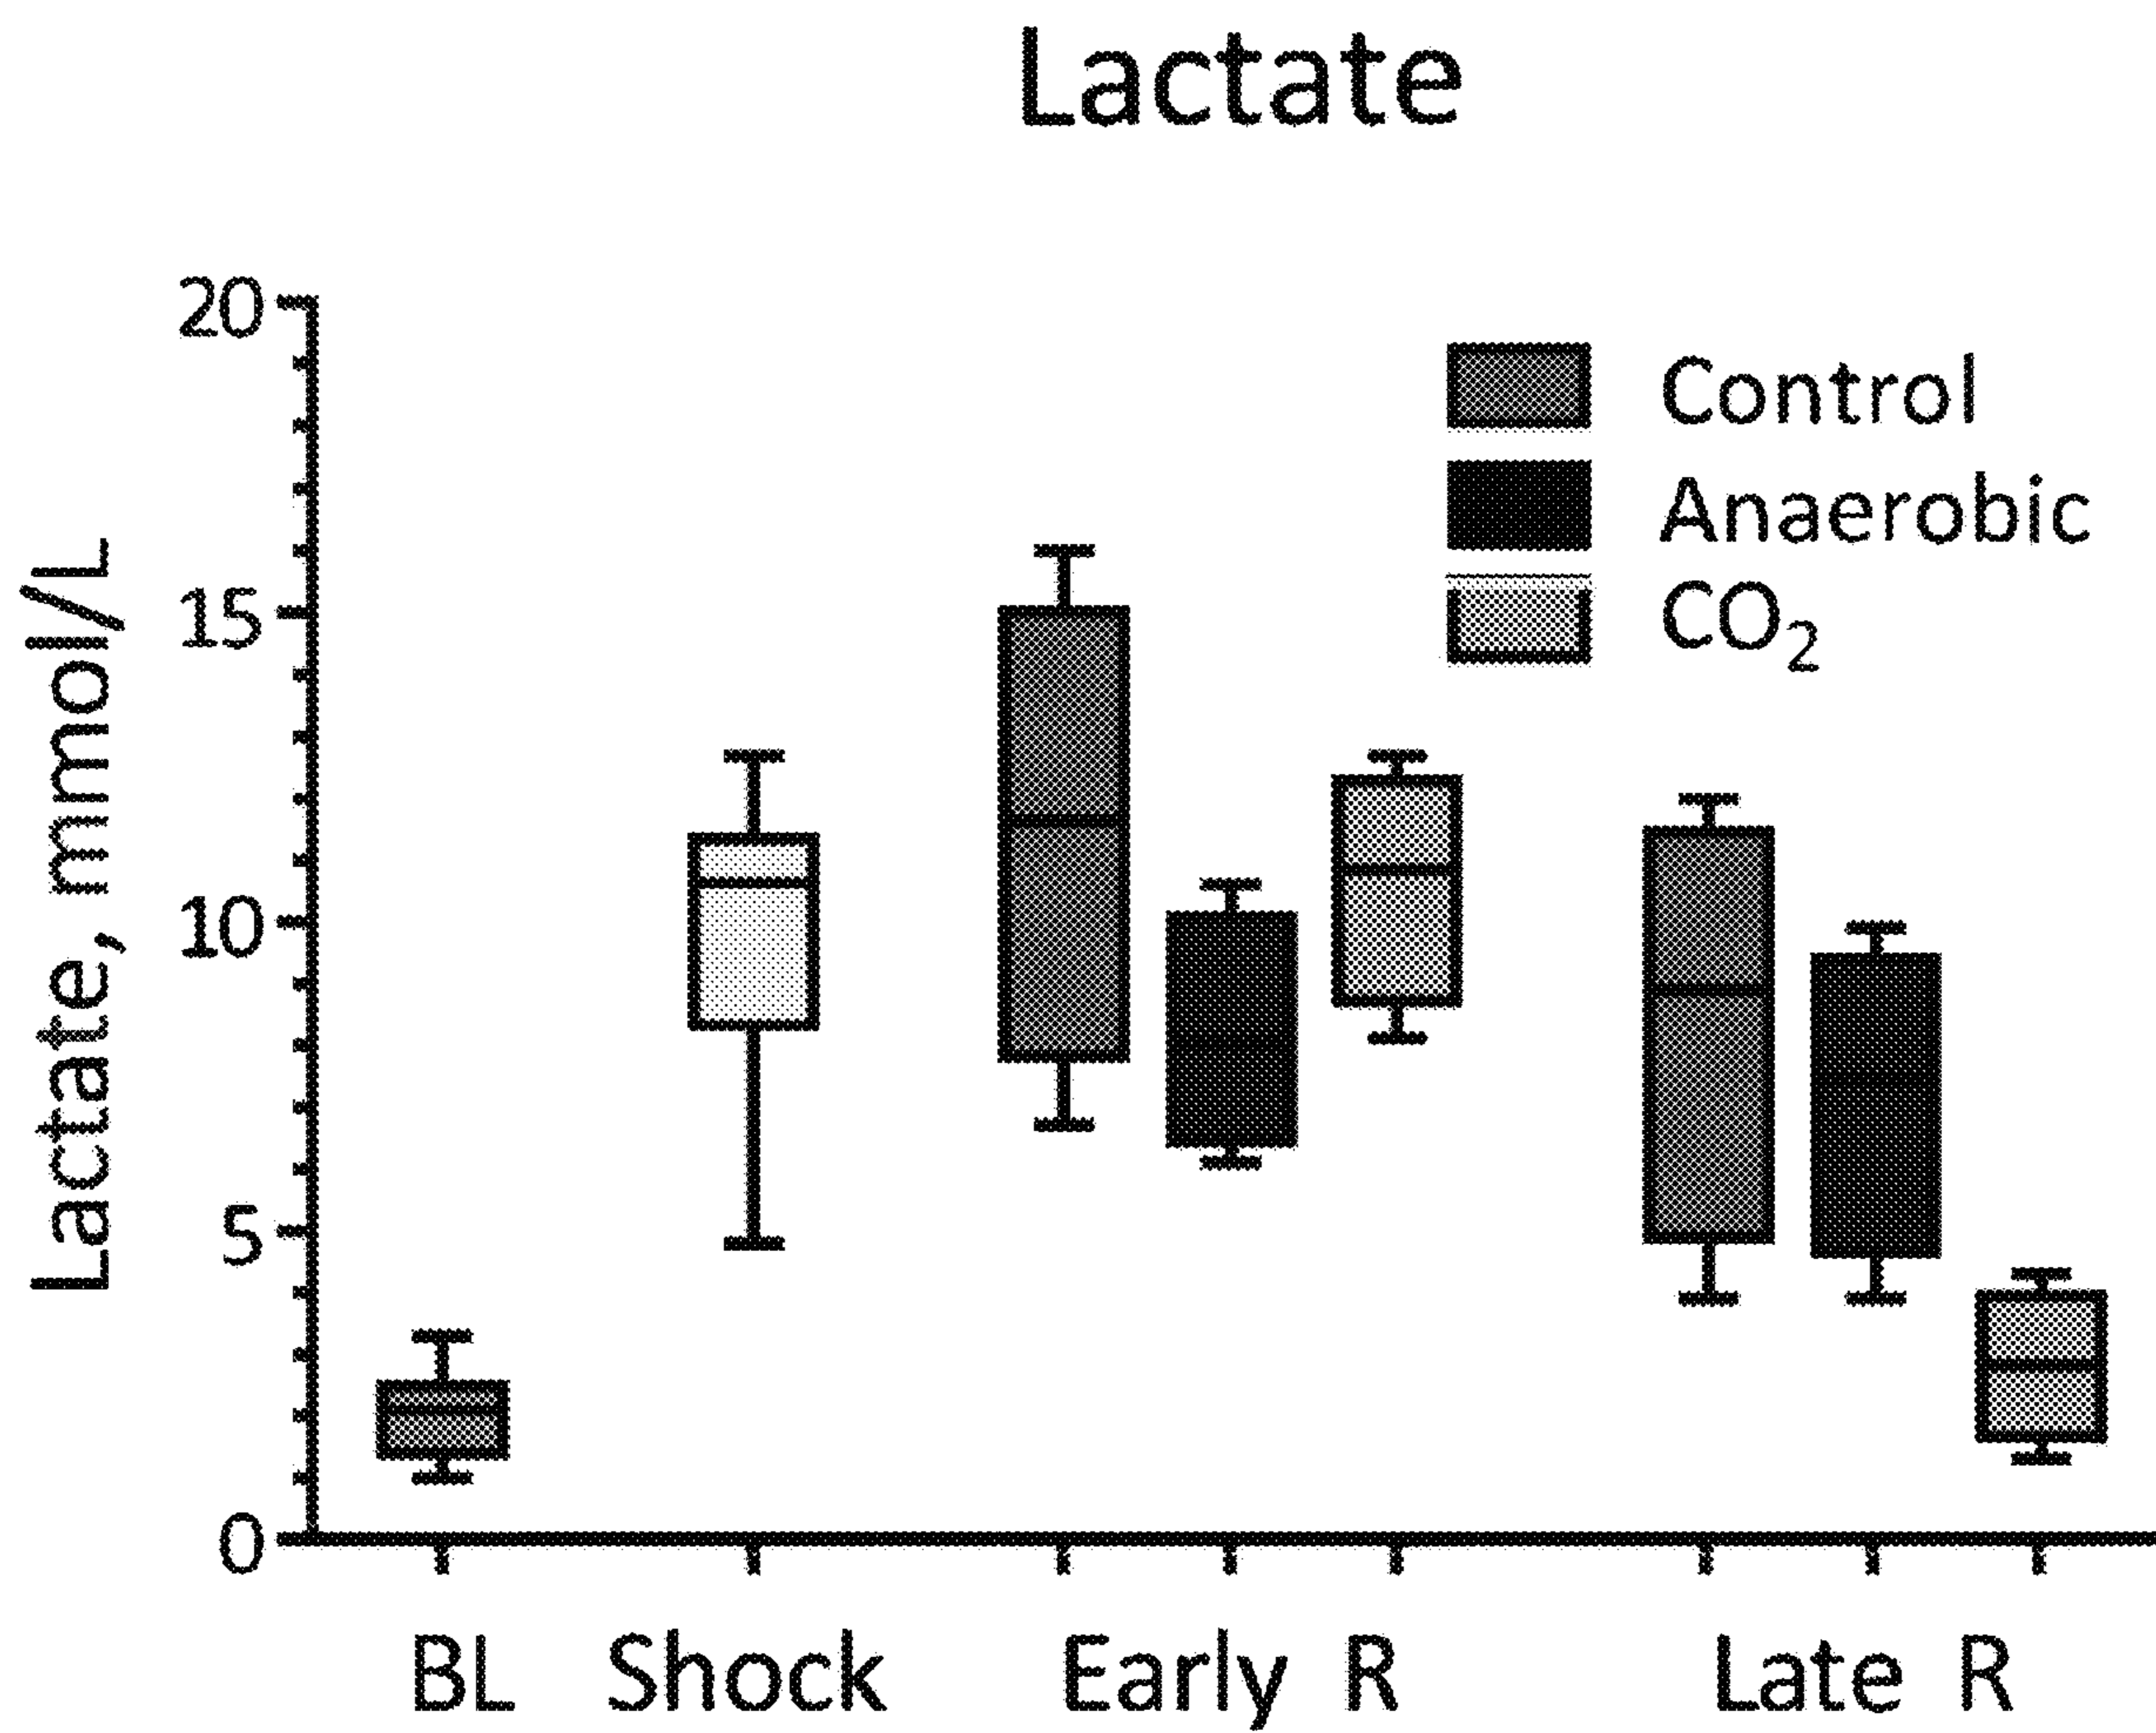 Lactate
Lactate, mmol/L
20
15
10
5
0
Control
Anaerobic
CO₂
BL Shock Early R Late R